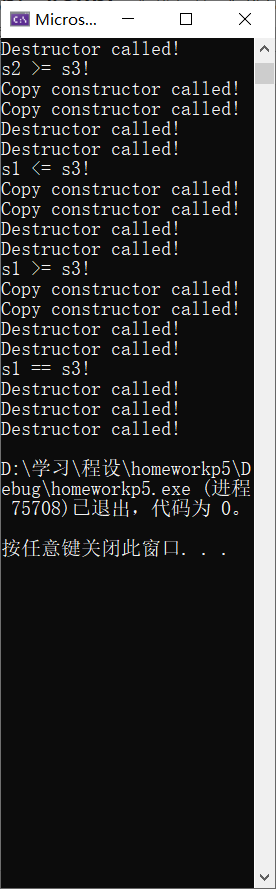 Micros...
Destructor called!
s2 >= s3!
Copy constructor called!
Copy constructor called!
Destructor called!
Destructor called!
s1 <= s3!
Copy constructor called!
Copy constructor called!
Destructor called!
Destructor called!
s1 >= s3!
Copy constructor called!
Copy constructor called!
Destructor called!
Destructor called!
s1 == s3!
Destructor called!
Destructor called!
Destructor called!
D:\学习\程设\homeworkp5\D
ebug\homeworkp5.exe (进程
75708)已退出，代码为 0。
按任意键关闭此窗口. . .